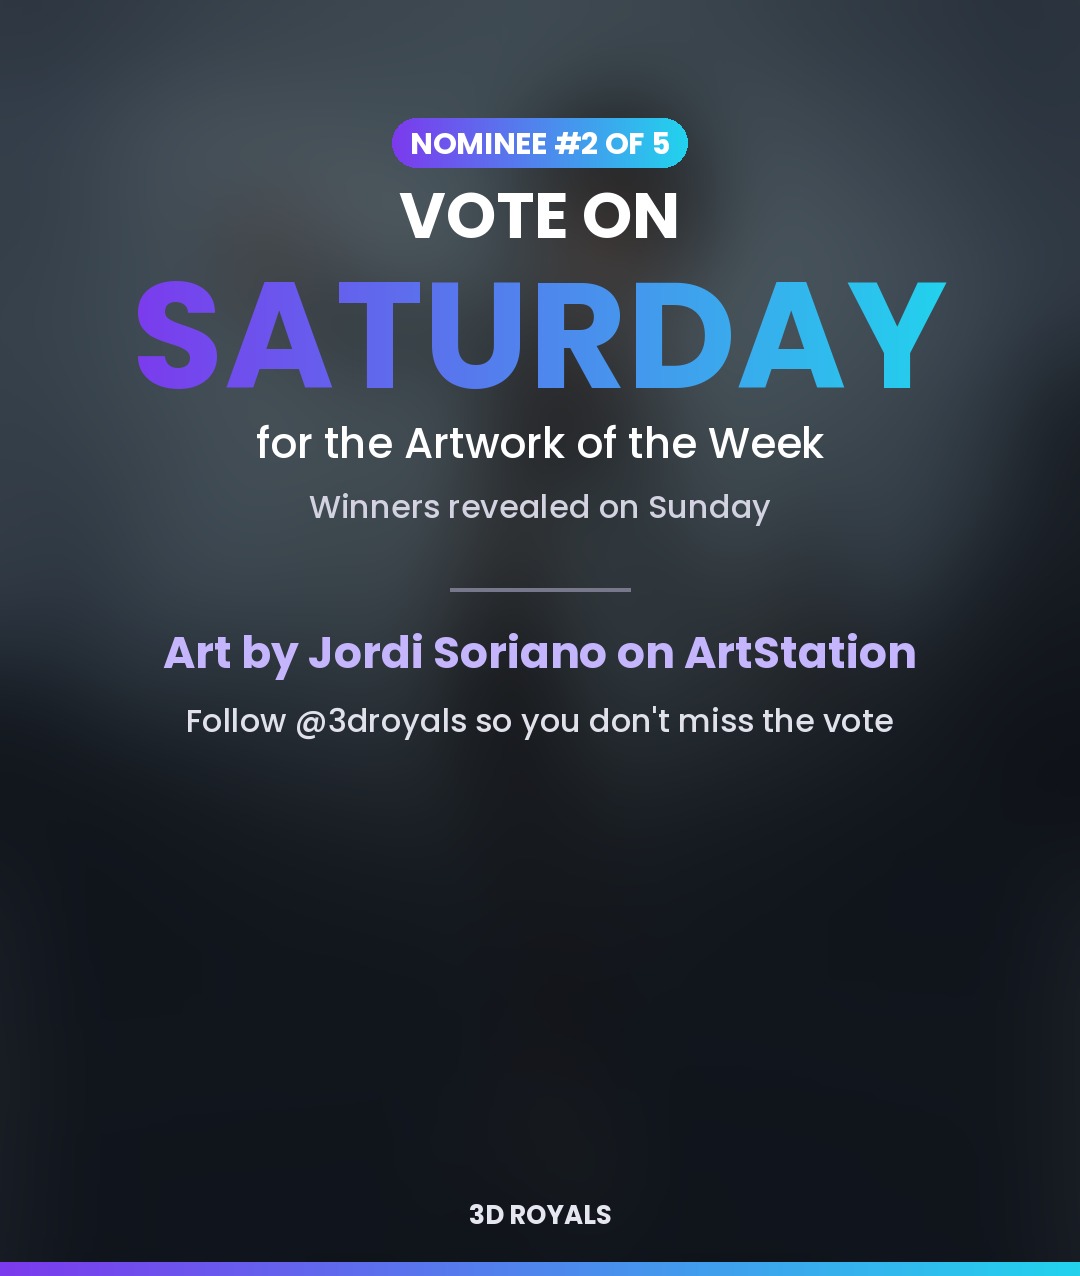 NOMINEE #2 OF 5
VOTE ON
SATURDAY
for the Artwork of the Week
Winners revealed on Sunday
Art by Jordi Soriano on ArtStation
Follow @3droyals so you don't miss the vote
3D ROYALS